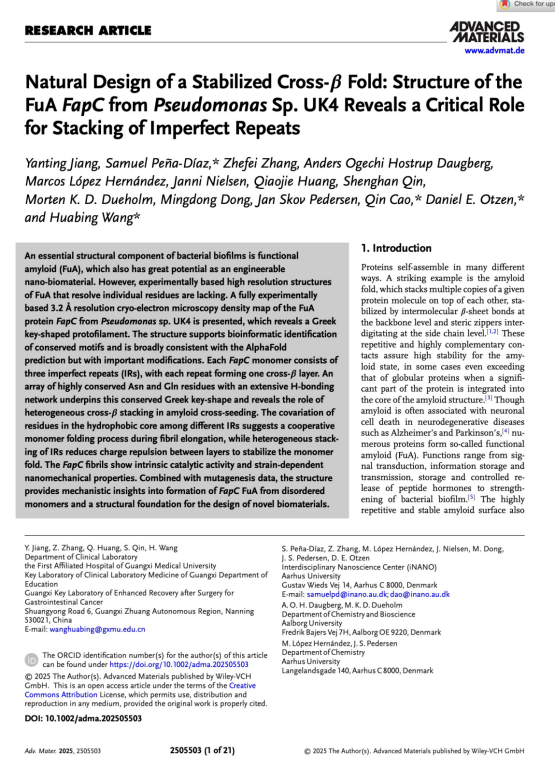 Check for upd
RESEARCH ARTICLE
ADVANCED
MATERIALS
www.advmat.de
Natural Design of a Stabilized Cross-β Fold: Structure of the
FuA FapC from Pseudomonas Sp. UK4 Reveals a Critical Role
for Stacking of Imperfect Repeats
Yanting Jiang, Samuel Peña-Díaz,* Zhefei Zhang, Anders Ogechi Hostrup Daugberg,
Marcos López Hernández, Janni Nielsen, Qiaojie Huang, Shenghan Qin,
Morten K. D. Dueholm, Mingdong Dong, Jan Skov Pedersen, Qin Cao,* Daniel E. Otzen,*
and Huabing Wang*
An essential structural component of bacterial biofilms is functional
amyloid (FuA), which also has great potential as an engineerable
nano-biomaterial. However, experimentally based high resolution structures
of FuA that resolve individual residues are lacking. A fully experimentally
based 3.2 Å resolution cryo-electron microscopy density map of the FuA
protein FapC from Pseudomonas sp. UK4 is presented, which reveals a Greek
key-shaped protofilament. The structure supports bioinformatic identification
of conserved motifs and is broadly consistent with the AlphaFold
prediction but with important modifications. Each FapC monomer consists of
three imperfect repeats (IRs), with each repeat forming one cross-β layer. An
array of highly conserved Asn and Gln residues with an extensive H-bonding
network underpins this conserved Greek key-shape and reveals the role of
heterogeneous cross-β stacking in amyloid cross-seeding. The covariation of
residues in the hydrophobic core among different IRs suggests a cooperative
monomer folding process during fibril elongation, while heterogeneous stack-
ing of IRs reduces charge repulsion between layers to stabilize the monomer
fold. The FapC fibrils show intrinsic catalytic activity and strain-dependent
nanomechanical properties. Combined with mutagenesis data, the structure
provides mechanistic insights into formation of FapC FuA from disordered
monomers and a structural foundation for the design of novel biomaterials.
1. Introduction
Proteins self-assemble in many different
ways. A striking example is the amyloid
fold, which stacks multiple copies of a given
protein molecule on top of each other, sta-
bilized by intermolecular β-sheet bonds at
the backbone level and steric zippers inter-
digitating at the side chain level.[1,2] These
repetitive and highly complementary con-
tacts assure high stability for the amy-
loid state, in some cases even exceeding
that of globular proteins when a signifi-
cant part of the protein is integrated into
the core of the amyloid structure.[3] Though
amyloid is often associated with neuronal
cell death in neurodegenerative diseases
such as Alzheimer's and Parkinson's,[4] nu-
merous proteins form so-called functional
amyloid (FuA). Functions range from sig-
nal transduction, information storage and
transmission, storage and controlled re-
lease of peptide hormones to strength-
ening of bacterial biofilm.[5] The highly
repetitive and stable amyloid surface also
Y. Jiang, Z. Zhang, Q. Huang, S. Qin, H. Wang
Department of Clinical Laboratory
the First Affiliated Hospital of Guangxi Medical University
Key Laboratory of Clinical Laboratory Medicine of Guangxi Department of
Education
Guangxi Key Laboratory of Enhanced Recovery after Surgery for
Gastrointestinal Cancer
Shuangyong Road 6, Guangxi Zhuang Autonomous Region, Nanning
530021, China
E-mail: wanghuabing@gxmu.edu.cn
iD
The ORCID identification number(s) for the author(s) of this article
can be found under https://doi.org/10.1002/adma.202505503
© 2025 The Author(s). Advanced Materials published by Wiley-VCH
GmbH. This is an open access article under the terms of the Creative
Commons Attribution License, which permits use, distribution and
reproduction in any medium, provided the original work is properly cited.
DOI: 10.1002/adma.202505503
S. Peña-Díaz, Z. Zhang, M. López Hernández, J. Nielsen, M. Dong,
J. S. Pedersen, D. E. Otzen
Interdisciplinary Nanoscience Center (iNANO)
Aarhus University
Gustav Wieds Vej 14, Aarhus C 8000, Denmark
E-mail: samuelpd@inano.au.dk; dao@inano.au.dk
A. O. H. Daugberg, M. K. D. Dueholm
Department of Chemistry and Bioscience
Aalborg University
Fredrik Bajers Vej 7H, Aalborg OE 9220, Denmark
M. López Hernández, J. S. Pedersen
Department of Chemistry
Aarhus University
Langelandsgade 140, Aarhus C 8000, Denmark
Adv. Mater. 2025, 2505503
2505503 (1 of 21)
© 2025 The Author(s). Advanced Materials published by Wiley-VCH GmbH